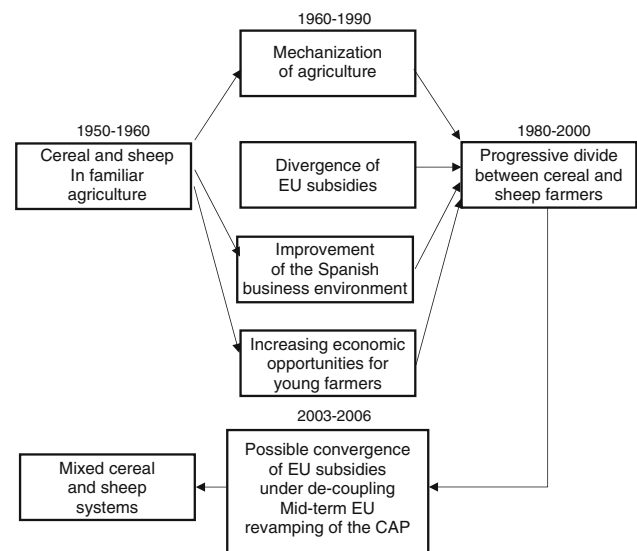 1960-1990
Mechanization
of agriculture
1950-1960
Cereal and sheep
In familiar
agriculture
Divergence of
EU subsidies
1980-2000
Progressive divide
between cereal and
sheep farmers
Improvement
of the Spanish
business environment
Increasing economic
opportunities for
young farmers
2003-2006
Possible convergence
of EU subsidies
under de-coupling
Mid-term EU
revamping of the CAP
Mixed cereal
and sheep
systems